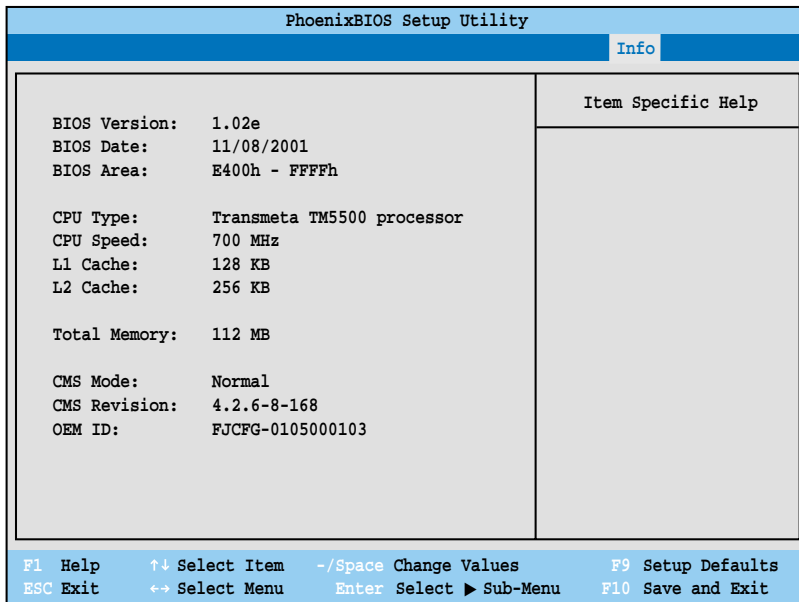 PhoenixBIOS Setup Utility
Info
Item Specific Help
BIOS Version: 1.02e
BIOS Date: 11/08/2001
BIOS Area: E400h - FFFFh
CPU Type: Transmeta TM5500 processor
CPU Speed: 700 MHz
L1 Cache: 128 KB
L2 Cache: 256 KB
Total Memory: 112 MB
CMS Mode: Normal
CMS Revision: 4.2.6-8-168
OEM ID: FJCFG-0105000103
F1 Help ↑↓ Select Item -/Space Change Values F9 Setup Defaults
ESC Exit ←→ Select Menu Enter Select ▶ Sub-Menu F10 Save and Exit